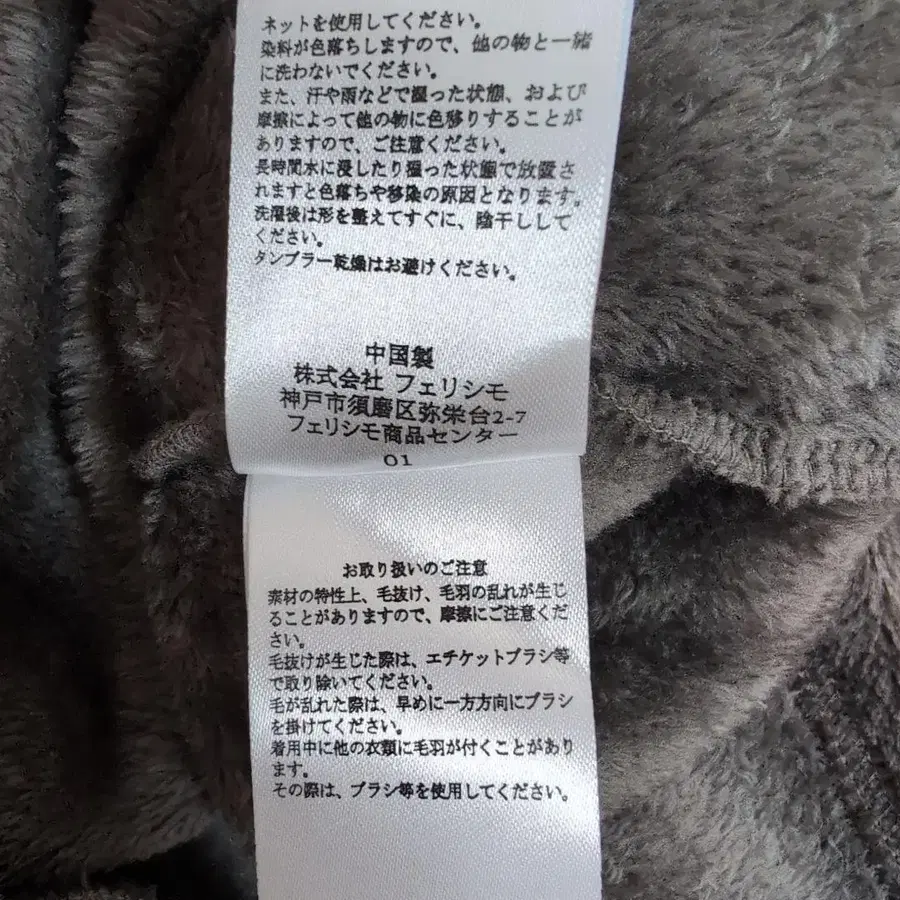 ネットを使用してください。
染料が色落ちしますので、他の物と一緒
に洗わないでください。
また、汗や雨などで湿った状態、および
摩擦によって他の物に色移りすることが
ありますので、ご注意ください。
長時間水に浸したり湿った状態で放置さ
れますと色落ちや移染の原因となります。
洗濯後は形を整えてすぐに、陰干しして
ください。
タンブラー乾燥はお避けください。
中国製
株式会社 フェリシモ
神戸市須磨区弥栄台2-7
フェリシモ商品センター
01
お取り扱いのご注意
素材の特性上、毛抜け、毛羽の乱れが生じ
ることがありますので、摩擦にご注意くだ
さい。
毛抜けが生じた際は、エチケットブラシ等
で取り除いてください。
毛が乱れた際は、早めに一方方向にブラシ
を掛けてください。
着用中に他の衣類に毛羽が付くことがあり
ます。
その際は、ブラシ等を使用してください。